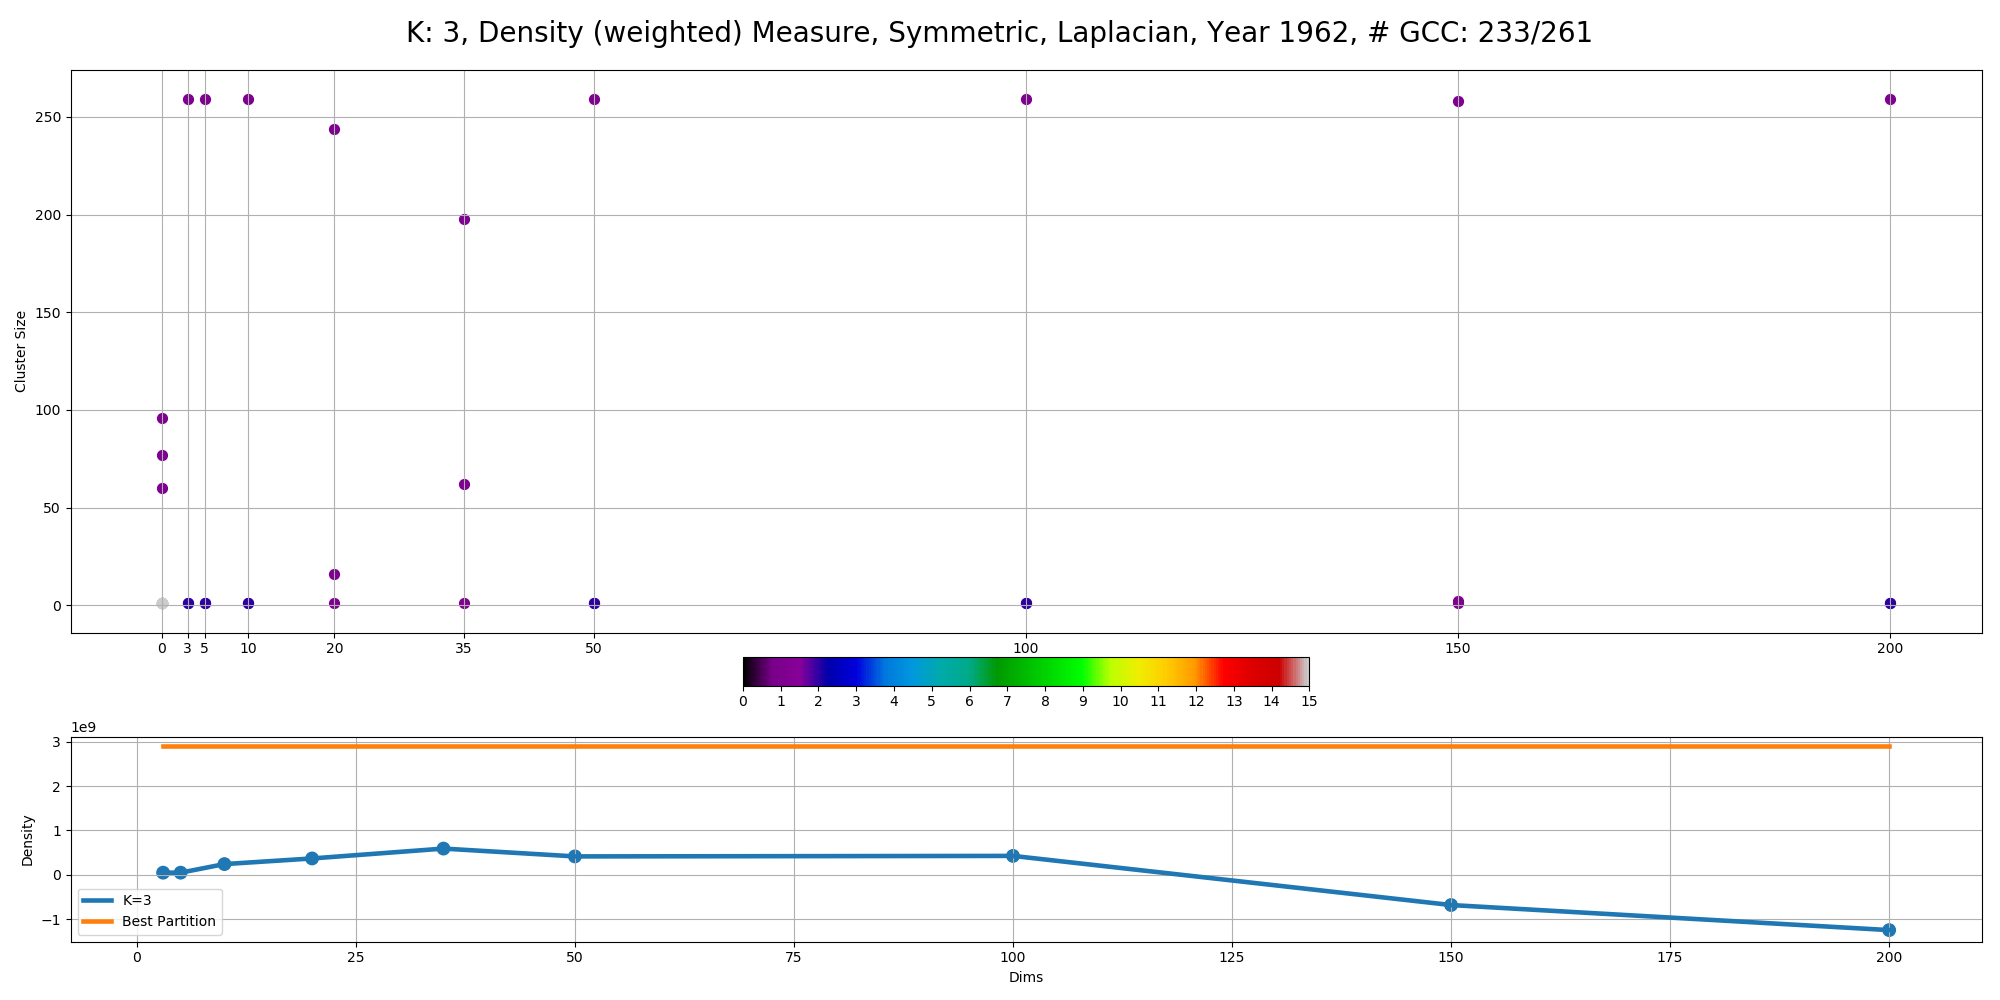 K: 3, Density (weighted) Measure, Symmetric, Laplacian, Year 1962, # GCC: 233/261
250
200
150
100
50
0
Cluster Size
0 3 5 10 20 35 50 100 150 200
0 1 2 3 4 5 6 7 8 9 10 11 12 13 14 15
1e9
3
2
1
0
−1
Density
K=3
Best Partition
0 25 50 75 100 125 150 175 200
Dims